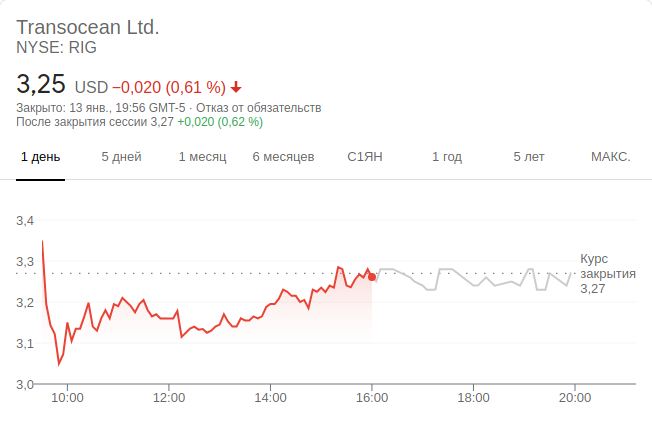 Transocean Ltd.
NYSE: RIG
3,25 USD −0,020 (0,61 %)
Закрыто: 13 янв., 19:56 GMT-5 · Отказ от обязательств
После закрытия сессии 3,27 +0,020 (0,62 %)
1 день 5 дней 1 месяц 6 месяцев С1ЯН 1 год 5 лет МАКС.
3,4
3,3
3,2
3,1
3,0
Курс
закрытия
3,27
10:00 12:00 14:00 16:00 18:00 20:00